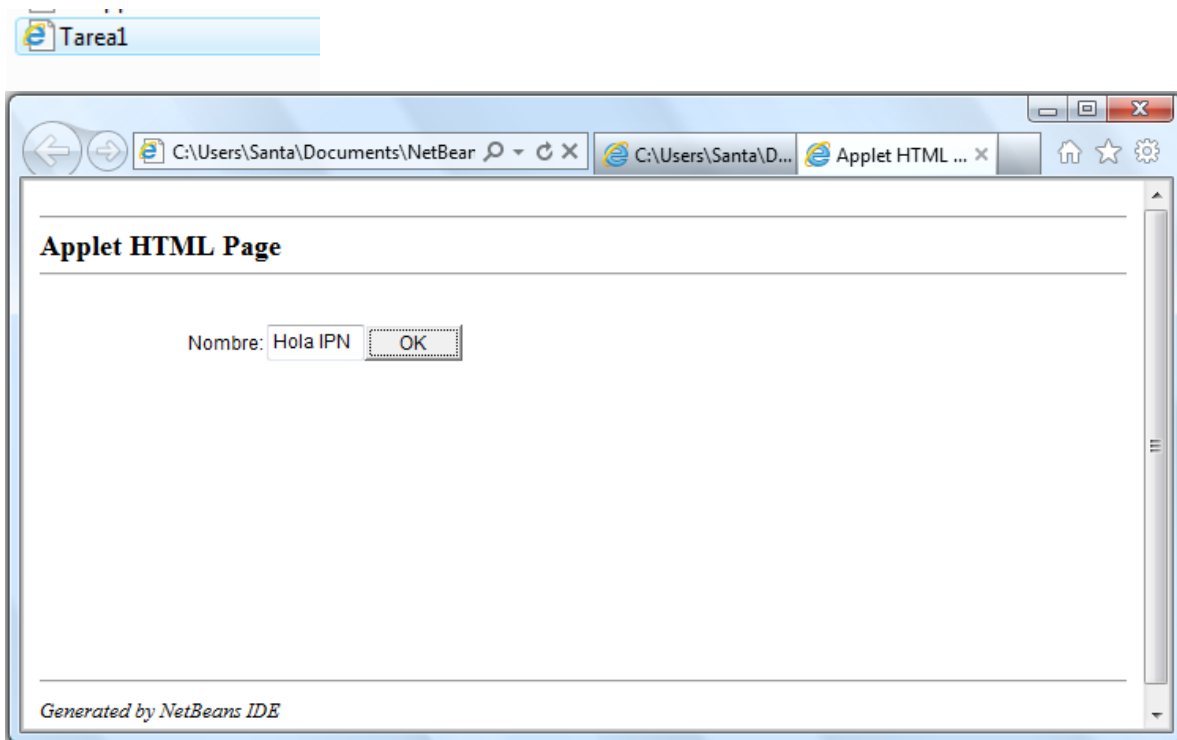 Tarea1
C:\Users\Santa\Documents\NetBear
C:\Users\Santa\D...
Applet HTML ...
Applet HTML Page
Nombre: Hola IPN OK
Generated by NetBeans IDE